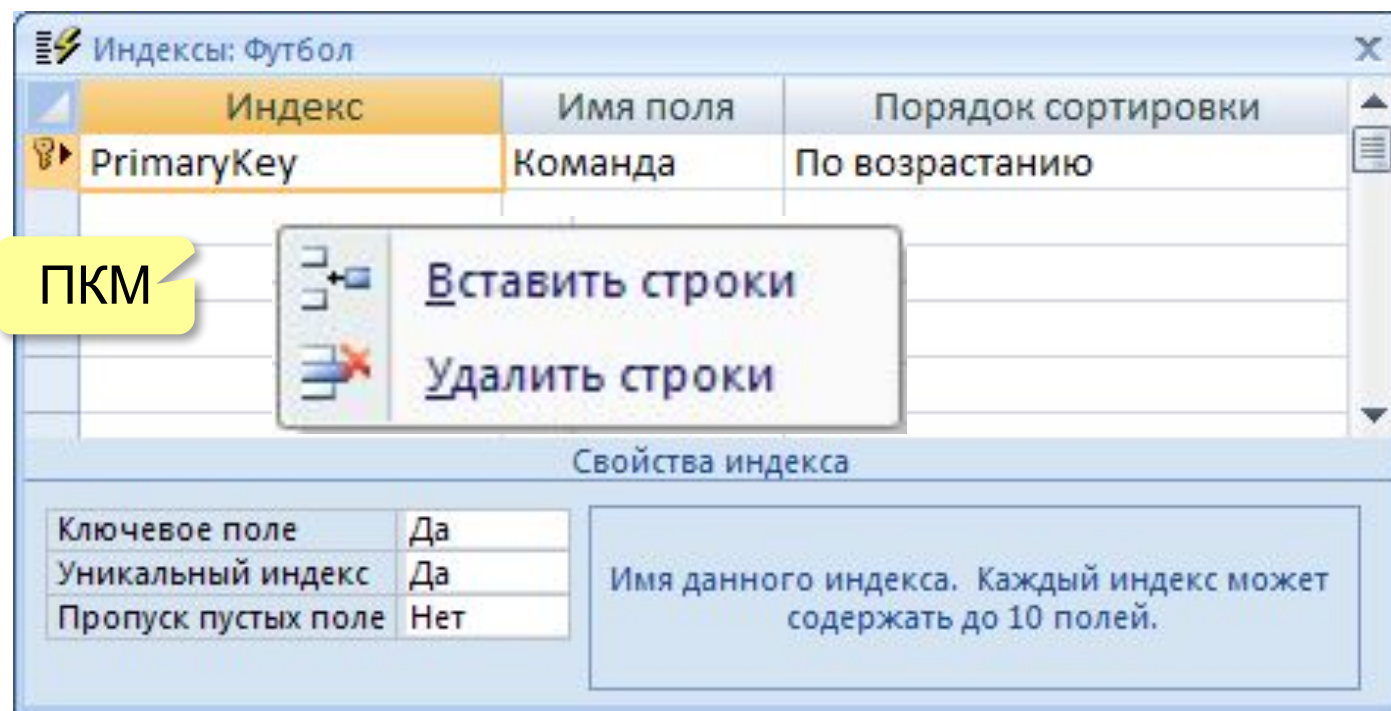 Индексы: Футбол
Индекс Имя поля Порядок сортировки
PrimaryKey Команда По возрастанию
ПКМ
Вставить строки
Удалить строки
Свойства индекса
Ключевое поле Да
Уникальный индекс Да
Пропуск пустых поле Нет
Имя данного индекса. Каждый индекс может
содержать до 10 полей.